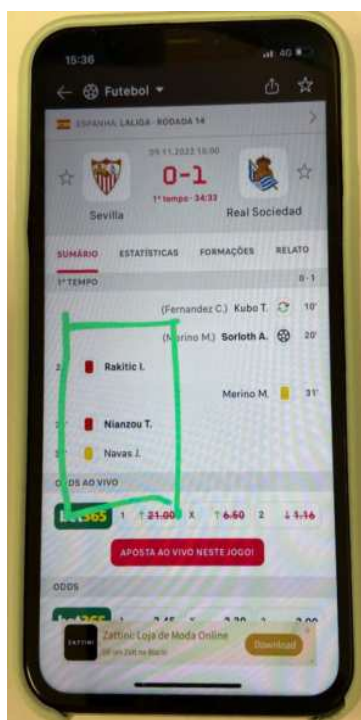 15:36
4G
Futebol
ESPANHA: LALIGA - RODADA 14
09.11.2022 15:00
0-1
1º tempo - 34:33
Sevilla
Real Sociedad
SUMÁRIO ESTATÍSTICAS FORMAÇÕES RELATO
1º TEMPO 0 - 1
(Fernandez C.) Kubo T. 10'
Sorloth A. 20'
Rakitic I.
Merino M. 31'
Nianzou T.
Navas J.
AO VIVO
1 ↑21.00 X ↑6.50 2 ↓1.16
APOSTA AO VIVO NESTE JOGO!
ODDS
ZATTINI
Zattini: Loja de Moda Online
Download